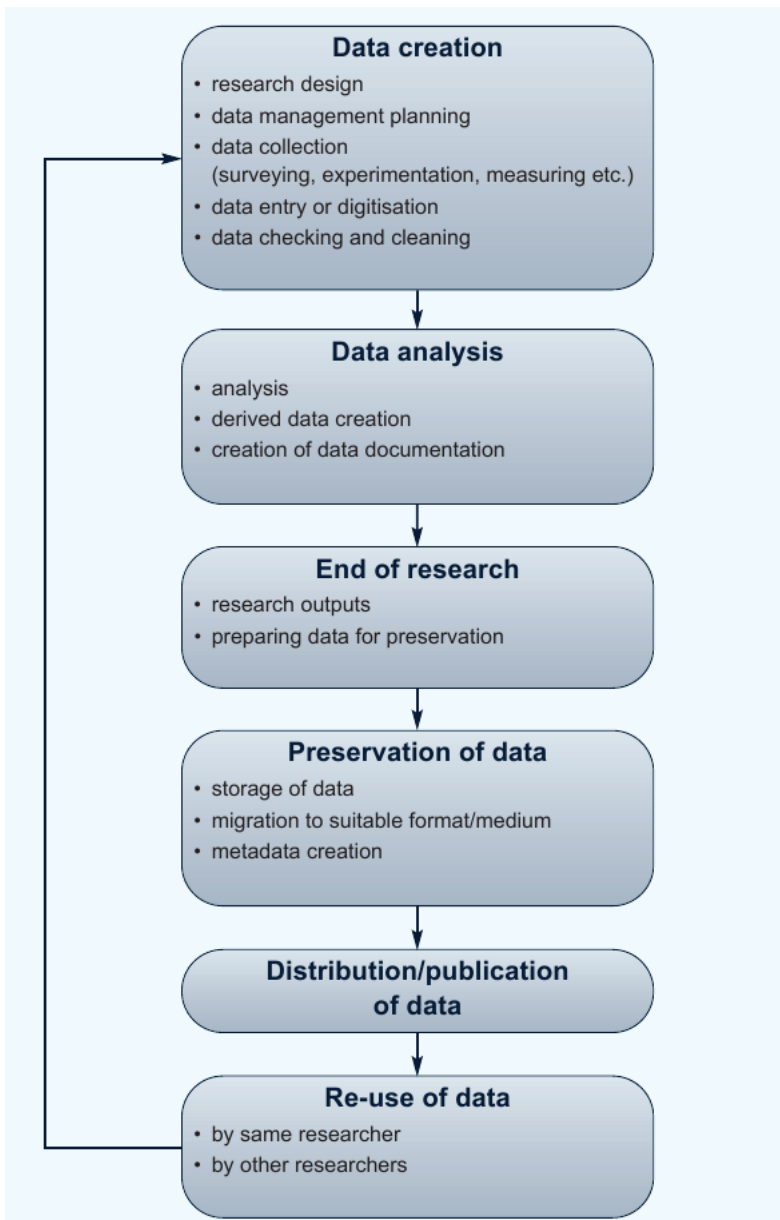 Data creation
• research design
• data management planning
• data collection
(surveying, experimentation, measuring etc.)
• data entry or digitisation
• data checking and cleaning
Data analysis
• analysis
• derived data creation
• creation of data documentation
End of research
• research outputs
• preparing data for preservation
Preservation of data
• storage of data
• migration to suitable format/medium
• metadata creation
Distribution/publication
of data
Re-use of data
• by same researcher
• by other researchers